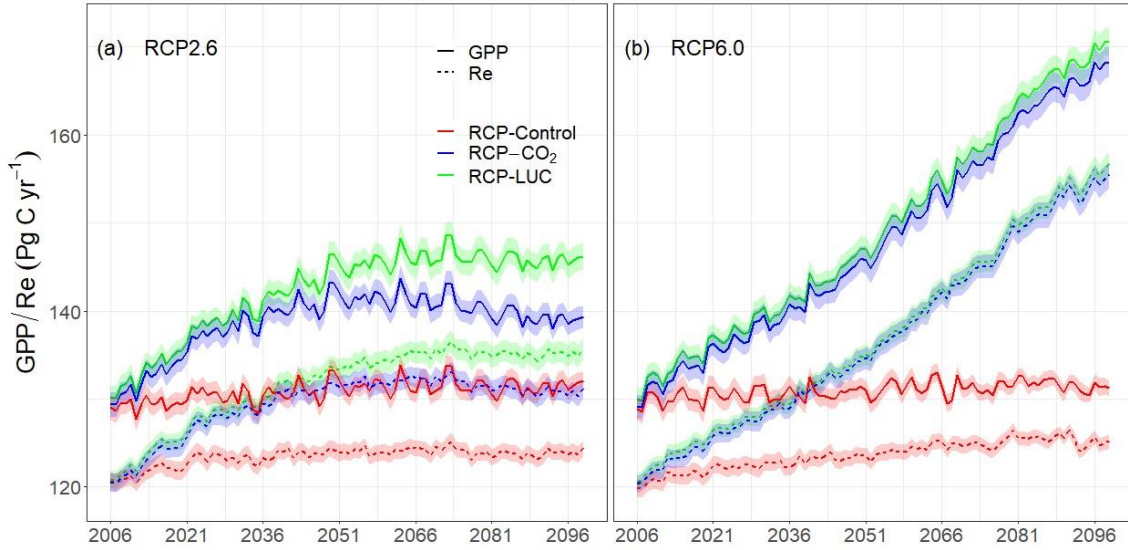 (a) RCP2.6
GPP
Re
RCP-Control
RCP−CO₂
RCP-LUC
(b) RCP6.0
GPP/Re (Pg C yr⁻¹)
160
140
120
2006 2021 2036 2051 2066 2081 2096
2006 2021 2036 2051 2066 2081 2096